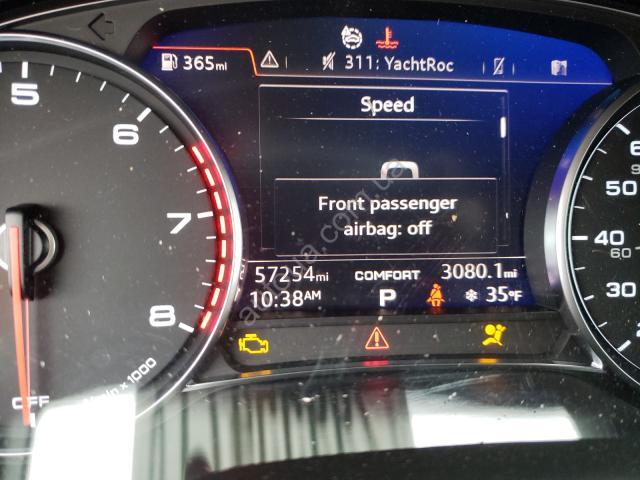 365mi
311: YachtRoc
Speed
Front passenger
airbag: off
57254mi
COMFORT
3080.1mi
10:38AM
P
35°F
5
6
7
8
OFF
x 1000
50
40
60
30